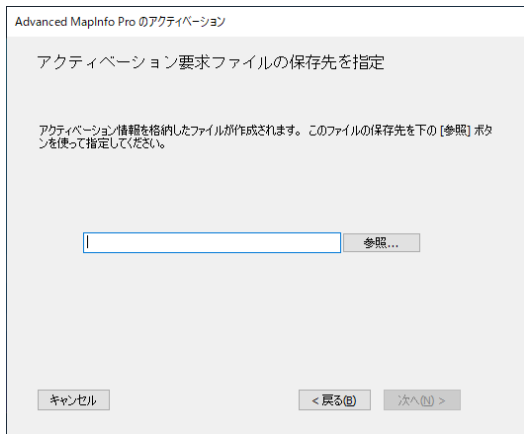 Advanced MapInfo Pro のアクティベーション
アクティベーション要求ファイルの保存先を指定
アクティベーション情報を格納したファイルが作成されます。このファイルの保存先を下の [参照] ボタ
ンを使って指定してください。
参照...
キャンセル
< 戻る(B)
次へ(N) >